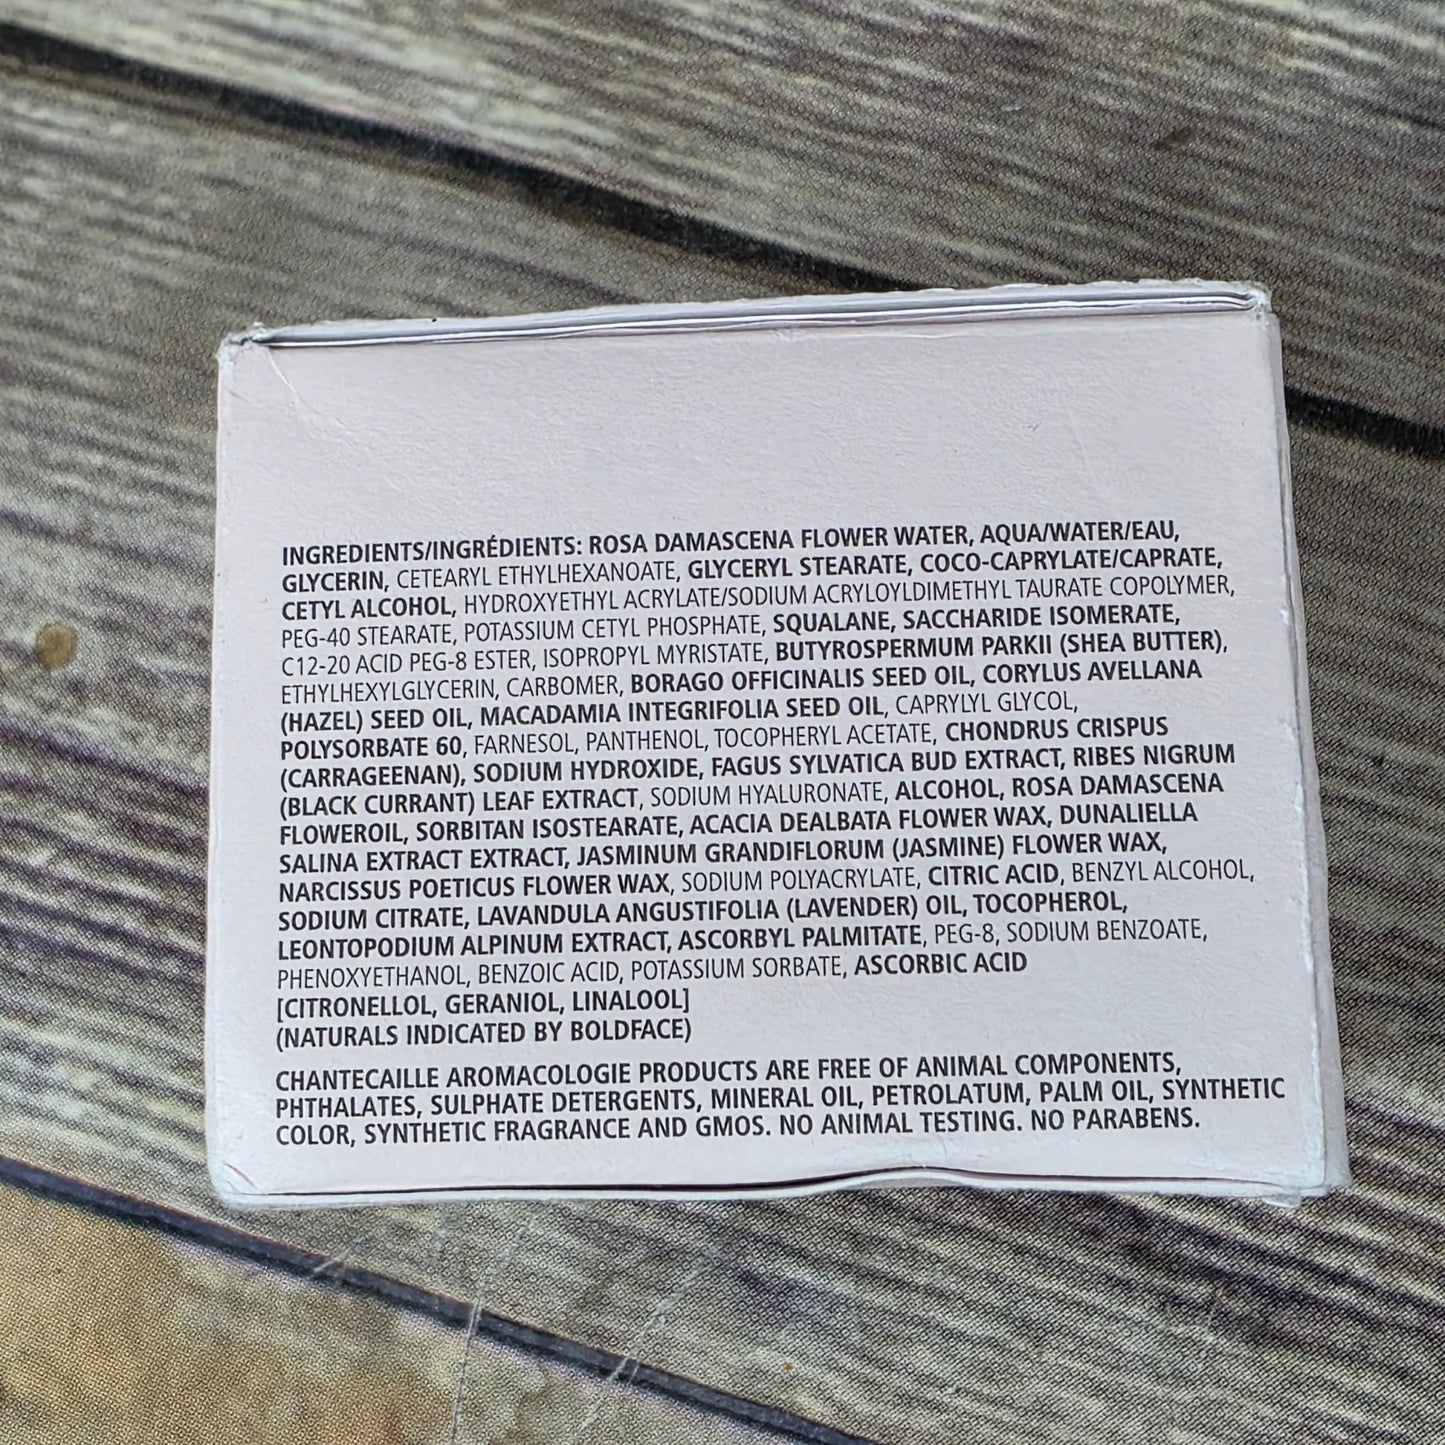 INGREDIENTS/INGRÉDIENTS: ROSA DAMASCENA FLOWER WATER, AQUA/WATER/EAU,
GLYCERIN, CETEARYL ETHYLHEXANOATE, GLYCERYL STEARATE, COCO-CAPRYLATE/CAPRATE,
CETYL ALCOHOL, HYDROXYETHYL ACRYLATE/SODIUM ACRYLOYLDIMETHYL TAURATE COPOLYMER,
PEG-40 STEARATE, POTASSIUM CETYL PHOSPHATE, SQUALANE, SACCHARIDE ISOMERATE,
C12-20 ACID PEG-8 ESTER, ISOPROPYL MYRISTATE, BUTYROSPERMUM PARKII (SHEA BUTTER),
ETHYLHEXYLGLYCERIN, CARBOMER, BORAGO OFFICINALIS SEED OIL, CORYLUS AVELLANA
(HAZEL) SEED OIL, MACADAMIA INTEGRIFOLIA SEED OIL, CAPRYLYL GLYCOL,
POLYSORBATE 60, FARNESOL, PANTHENOL, TOCOPHERYL ACETATE, CHONDRUS CRISPUS
(CARRAGEENAN), SODIUM HYDROXIDE, FAGUS SYLVATICA BUD EXTRACT, RIBES NIGRUM
(BLACK CURRANT) LEAF EXTRACT, SODIUM HYALURONATE, ALCOHOL, ROSA DAMASCENA
FLOWEROIL, SORBITAN ISOSTEARATE, ACACIA DEALBATA FLOWER WAX, DUNALIELLA
SALINA EXTRACT EXTRACT, JASMINUM GRANDIFLORUM (JASMINE) FLOWER WAX,
NARCISSUS POETICUS FLOWER WAX, SODIUM POLYACRYLATE, CITRIC ACID, BENZYL ALCOHOL,
SODIUM CITRATE, LAVANDULA ANGUSTIFOLIA (LAVENDER) OIL, TOCOPHEROL,
LEONTOPODIUM ALPINUM EXTRACT, ASCORBYL PALMITATE, PEG-8, SODIUM BENZOATE,
PHENOXYETHANOL, BENZOIC ACID, POTASSIUM SORBATE, ASCORBIC ACID
[CITRONELLOL, GERANIOL, LINALOOL]
(NATURALS INDICATED BY BOLDFACE)
CHANTECAILLE AROMACOLOGIE PRODUCTS ARE FREE OF ANIMAL COMPONENTS,
PHTHALATES, SULPHATE DETERGENTS, MINERAL OIL, PETROLATUM, PALM OIL, SYNTHETIC
COLOR, SYNTHETIC FRAGRANCE AND GMOS. NO ANIMAL TESTING. NO PARABENS.